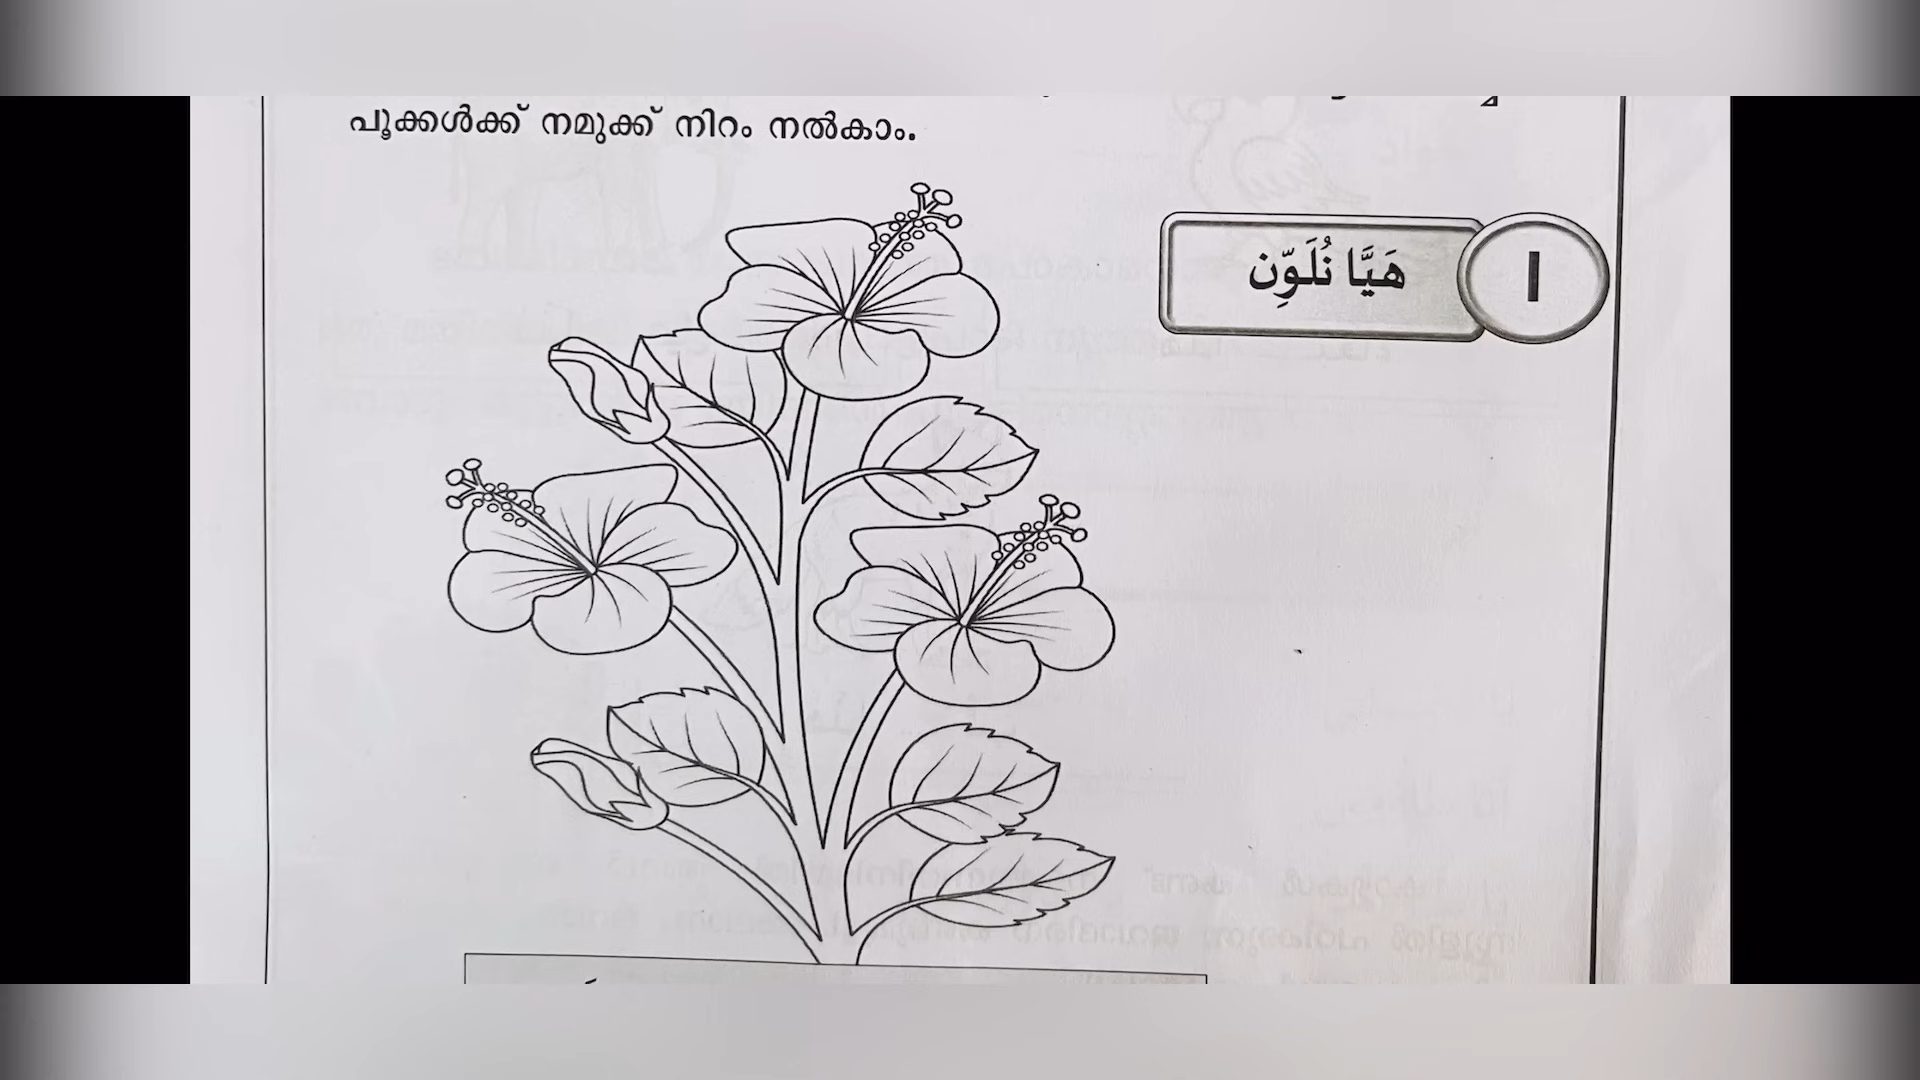 പൂക്കൾക്ക് നമുക്ക് നിറം നൽകാം.
هَيَّا نُلَوِّن
١